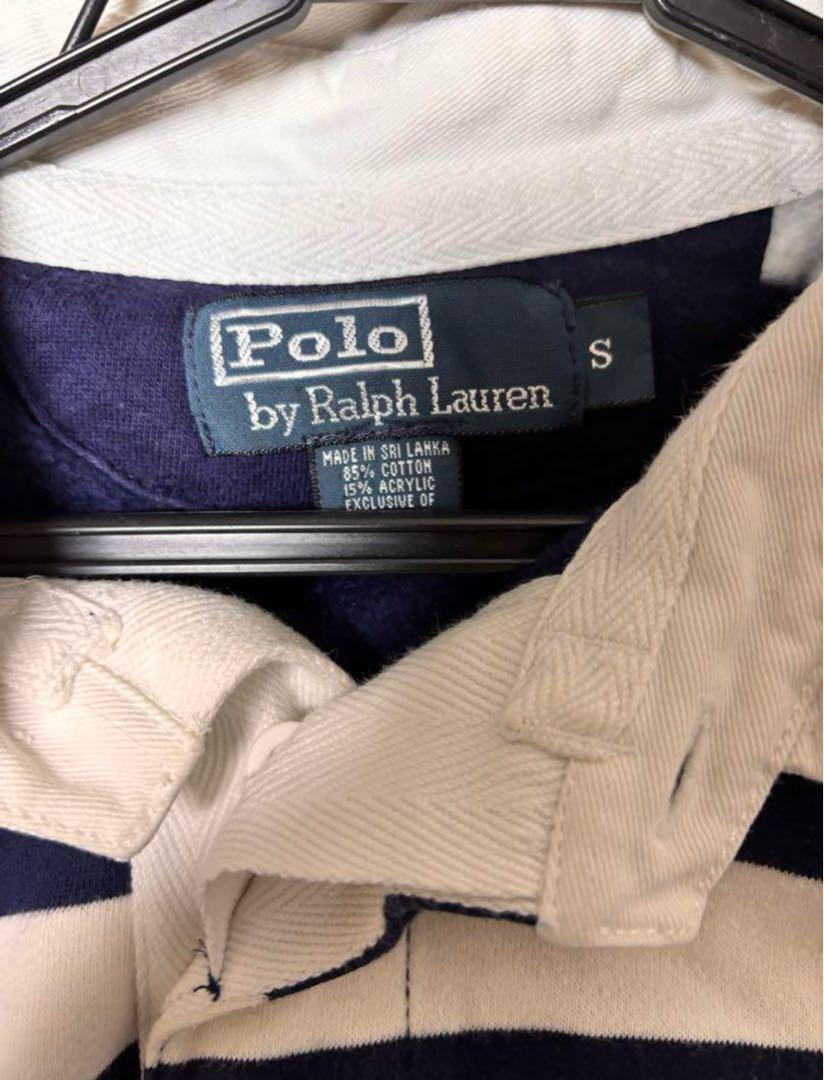 Polo
by Ralph Lauren
S
MADE IN SRI LANKA
85% COTTON
15% ACRYLIC
EXCLUSIVE OF